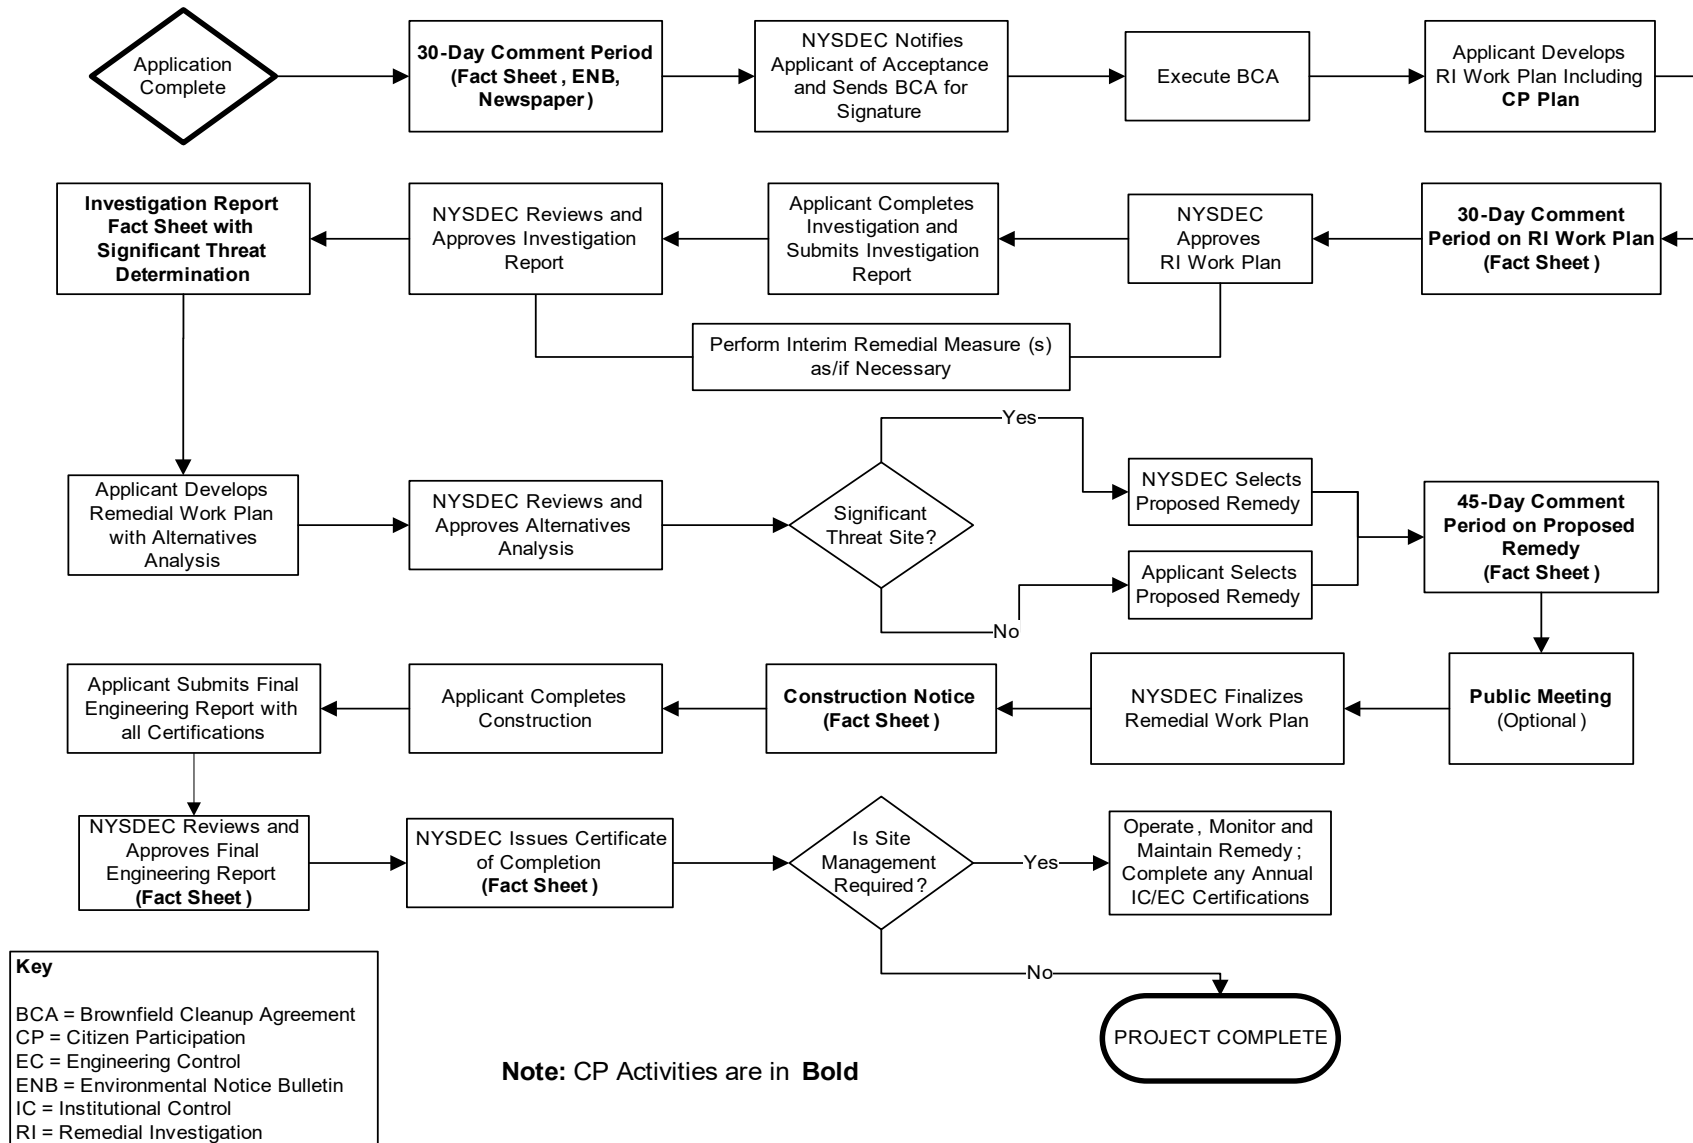 Application
Complete
30-Day Comment Period
(Fact Sheet, ENB,
Newspaper)
NYSDEC Notifies
Applicant of Acceptance
and Sends BCA for
Signature
Execute BCA
Applicant Develops
RI Work Plan Including
CP Plan
30-Day Comment
Period on RI Work Plan
(Fact Sheet)
NYSDEC
Approves
RI Work Plan
Applicant Completes
Investigation and
Submits Investigation
Report
NYSDEC Reviews and
Approves Investigation
Report
Investigation Report
Fact Sheet with
Significant Threat
Determination
Perform Interim Remedial Measure (s)
as/if Necessary
Applicant Develops
Remedial Work Plan
with Alternatives
Analysis
NYSDEC Reviews and
Approves Alternatives
Analysis
Significant
Threat Site?
Yes
No
NYSDEC Selects
Proposed Remedy
Applicant Selects
Proposed Remedy
45-Day Comment
Period on Proposed
Remedy
(Fact Sheet)
Public Meeting
(Optional)
NYSDEC Finalizes
Remedial Work Plan
Construction Notice
(Fact Sheet)
Applicant Completes
Construction
Applicant Submits Final
Engineering Report with
all Certifications
NYSDEC Reviews and
Approves Final
Engineering Report
(Fact Sheet)
NYSDEC Issues Certificate
of Completion
(Fact Sheet)
Is Site
Management
Required?
Yes
Operate, Monitor and
Maintain Remedy;
Complete any Annual
IC/EC Certifications
No
PROJECT COMPLETE
Key
BCA = Brownfield Cleanup Agreement
CP = Citizen Participation
EC = Engineering Control
ENB = Environmental Notice Bulletin
IC = Institutional Control
RI = Remedial Investigation
Note: CP Activities are in Bold